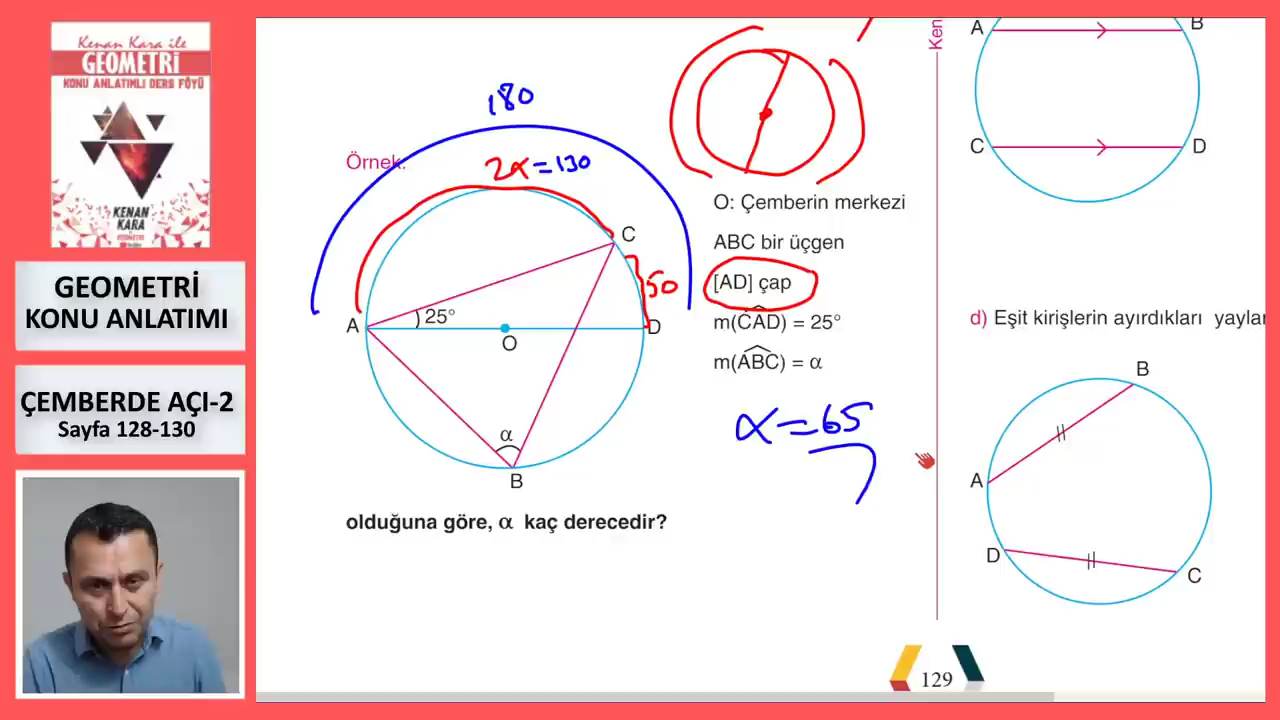 Kenan Kara ile
GEOMETRİ
KONU ANLATIMLI DERS FÖYÜ
KENAN
KARA
GEOMETRİ
KONU ANLATIMI
ÇEMBERDE AÇI-2
Sayfa 128-130
Örnek:
180
2α=130
C
50
A
25°
O
D
α
B
O: Çemberin merkezi
ABC bir üçgen
[AD] çap
m(CAD) = 25°
m(ABC) = α
α=65
olduğuna göre, α kaç derecedir?
Ken
A
B
C
D
d) Eşit kirişlerin ayırdıkları yaylar
B
A
D
C
129